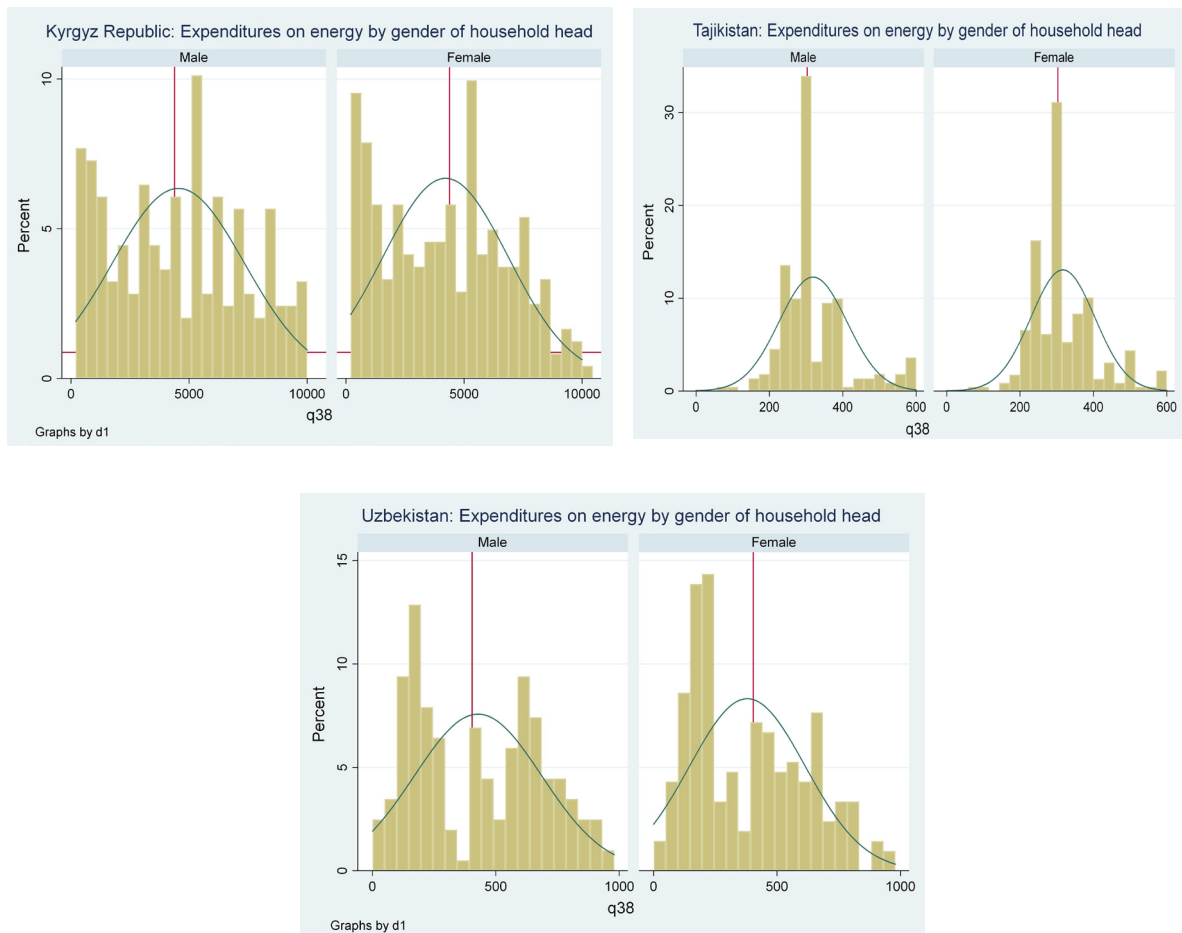 Kyrgyz Republic: Expenditures on energy by gender of household head
Male
Female
Percent
10
5
0
0
5000
10000
0
5000
10000
q38
Graphs by d1
Tajikistan: Expenditures on energy by gender of household head
Male
Female
Percent
30
20
10
0
0
200
400
600
0
200
400
600
q38
Uzbekistan: Expenditures on energy by gender of household head
Male
Female
Percent
15
10
5
0
0
500
1000
0
500
1000
q38
Graphs by d1